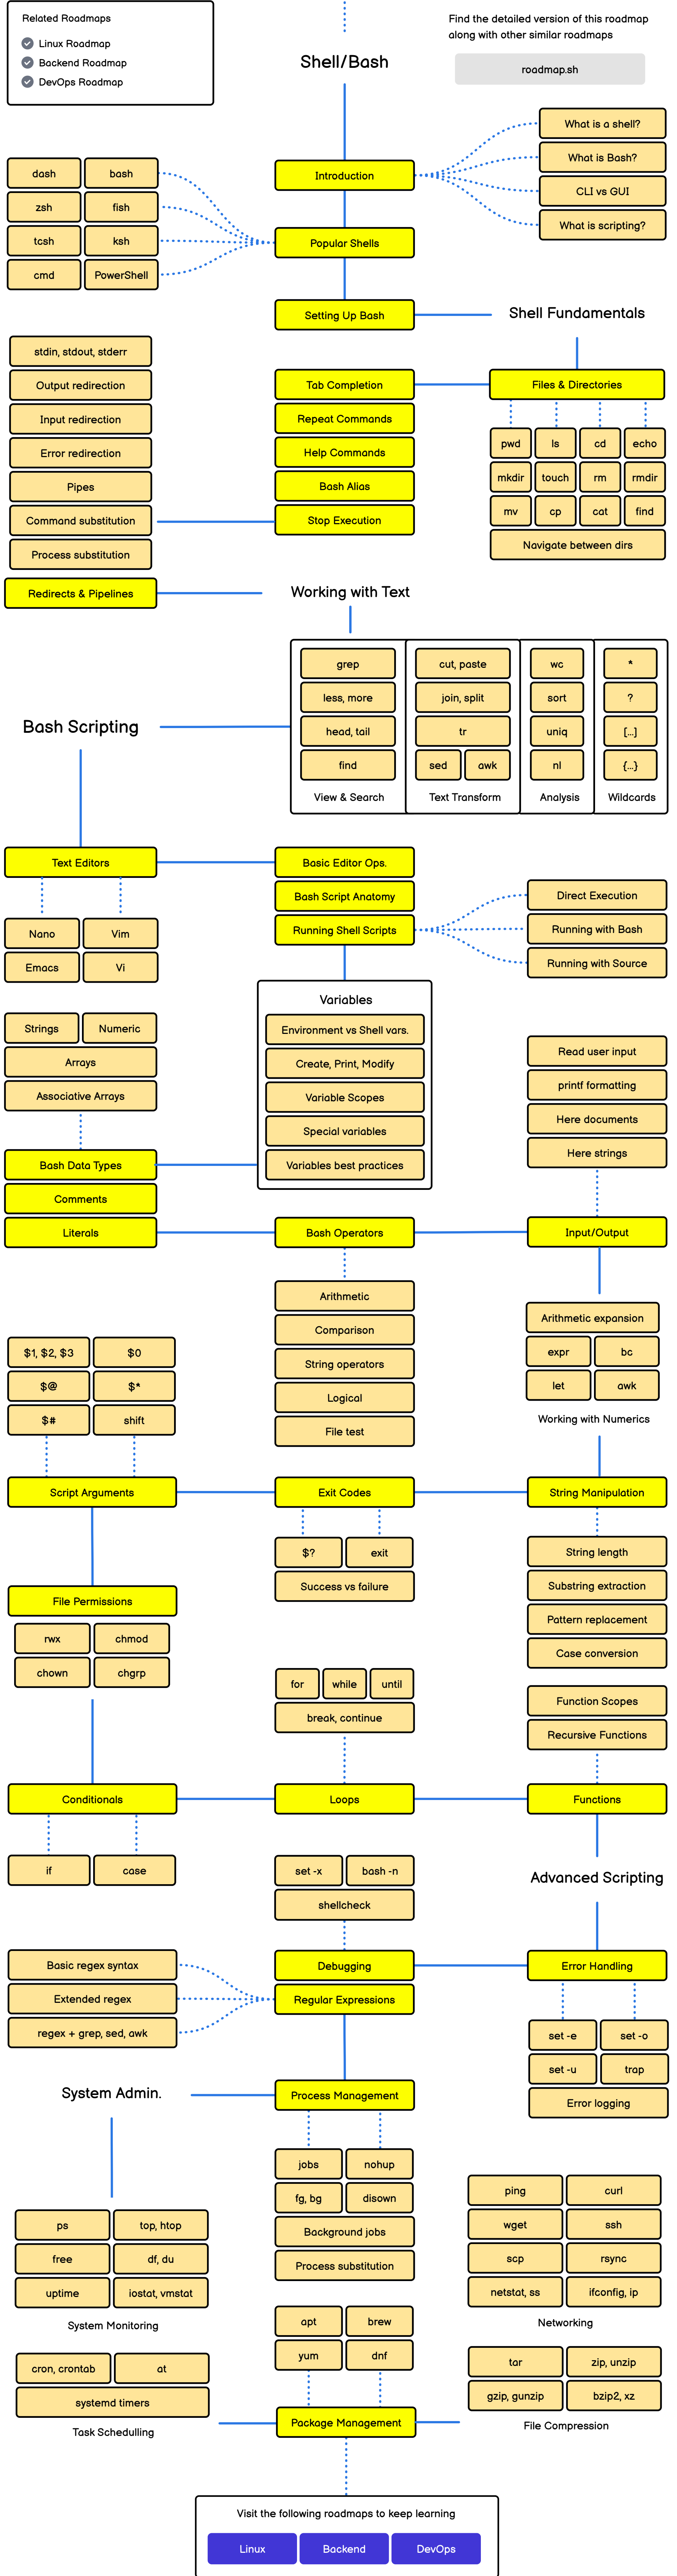 Related Roadmaps
Linux Roadmap
Backend Roadmap
DevOps Roadmap
Shell/Bash
Find the detailed version of this roadmap
along with other similar roadmaps
roadmap.sh
What is a shell?
What is Bash?
CLI vs GUI
What is scripting?
Introduction
dash
bash
zsh
fish
tcsh
ksh
cmd
PowerShell
Popular Shells
Setting Up Bash
Shell Fundamentals
stdin, stdout, stderr
Output redirection
Input redirection
Error redirection
Pipes
Command substitution
Process substitution
Redirects & Pipelines
Tab Completion
Repeat Commands
Help Commands
Bash Alias
Stop Execution
Files & Directories
pwd
ls
cd
echo
mkdir
touch
rm
rmdir
mv
cp
cat
find
Navigate between dirs
Working with Text
grep
less, more
head, tail
find
View & Search
cut, paste
join, split
tr
sed
awk
Text Transform
wc
sort
uniq
nl
Analysis
*
?
[...]
{...}
Wildcards
Bash Scripting
Text Editors
Nano
Vim
Emacs
Vi
Basic Editor Ops.
Bash Script Anatomy
Running Shell Scripts
Direct Execution
Running with Bash
Running with Source
Variables
Environment vs Shell vars.
Create, Print, Modify
Variable Scopes
Special variables
Variables best practices
Strings
Numeric
Arrays
Associative Arrays
Bash Data Types
Comments
Literals
Read user input
printf formatting
Here documents
Here strings
Bash Operators
Input/Output
Arithmetic
Comparison
String operators
Logical
File test
Arithmetic expansion
expr
bc
let
awk
Working with Numerics
$1, $2, $3
$0
$@
$*
$#
shift
Script Arguments
Exit Codes
String Manipulation
$?
exit
Success vs failure
String length
Substring extraction
Pattern replacement
Case conversion
File Permissions
rwx
chmod
chown
chgrp
for
while
until
break, continue
Function Scopes
Recursive Functions
Conditionals
Loops
Functions
if
case
set -x
bash -n
shellcheck
Advanced Scripting
Basic regex syntax
Extended regex
regex + grep, sed, awk
Debugging
Regular Expressions
Error Handling
set -e
set -o
set -u
trap
Error logging
System Admin.
Process Management
jobs
nohup
fg, bg
disown
Background jobs
Process substitution
ps
top, htop
free
df, du
uptime
iostat, vmstat
System Monitoring
ping
curl
wget
ssh
scp
rsync
netstat, ss
ifconfig, ip
Networking
apt
brew
yum
dnf
cron, crontab
at
systemd timers
Task Schedulling
Package Management
tar
zip, unzip
gzip, gunzip
bzip2, xz
File Compression
Visit the following roadmaps to keep learning
Linux
Backend
DevOps